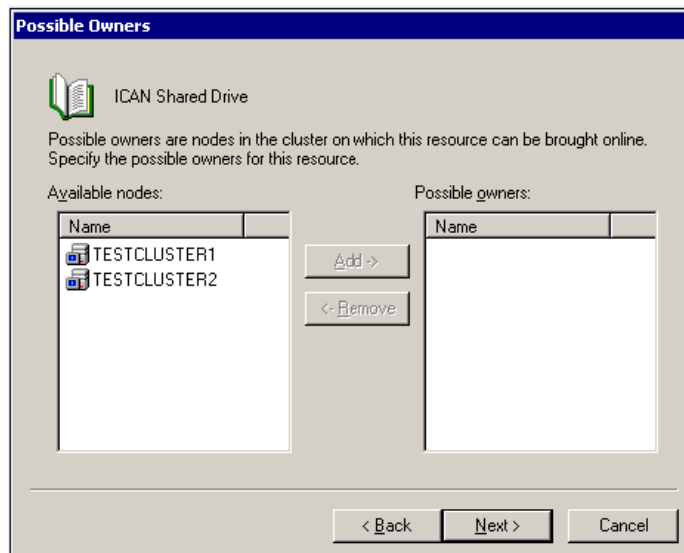 Possible Owners
ICAN Shared Drive
Possible owners are nodes in the cluster on which this resource can be brought online.
Specify the possible owners for this resource.
Available nodes:
Possible owners:
Name
Name
TESTCLUSTER1
TESTCLUSTER2
Add ->
<- Remove
< Back
Next >
Cancel